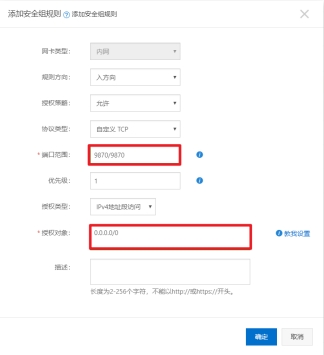 添加安全组规则 添加安全组规则
网卡类型： 内网
规则方向： 入方向
授权策略： 允许
协议类型： 自定义 TCP
* 端口范围： 9870/9870
优先级： 1
授权类型： IPv4地址段访问
* 授权对象： 0.0.0.0/0 教我设置
描述：
长度为2-256个字符，不能以http://或https://开头。
确定 取消